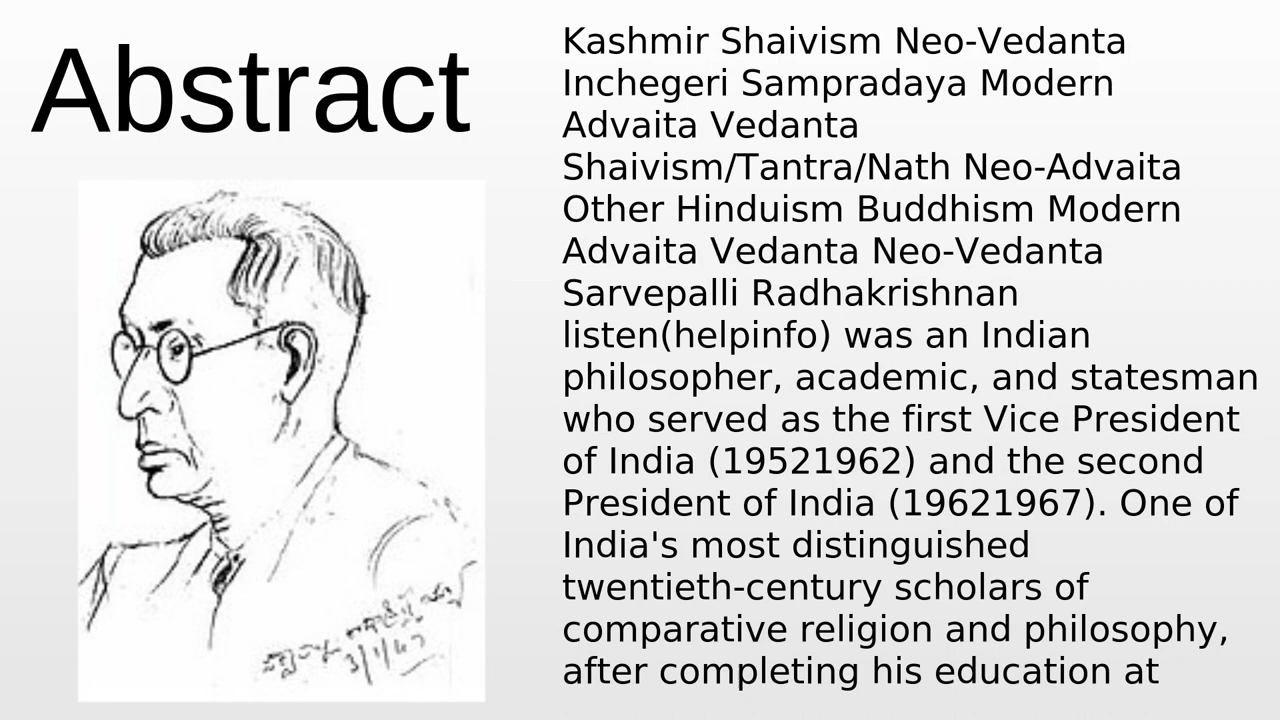 Abstract
Kashmir Shaivism Neo-Vedanta
Inchegeri Sampradaya Modern
Advaita Vedanta
Shaivism/Tantra/Nath Neo-Advaita
Other Hinduism Buddhism Modern
Advaita Vedanta Neo-Vedanta
Sarvepalli Radhakrishnan
listen(helpinfo) was an Indian
philosopher, academic, and statesman
who served as the first Vice President
of India (19521962) and the second
President of India (19621967). One of
India's most distinguished
twentieth-century scholars of
comparative religion and philosophy,
after completing his education at